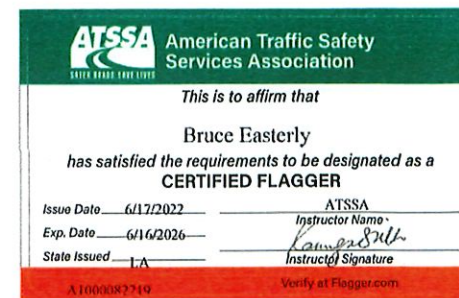 ATSSA
SAFER ROADS SAVE LIVES
American Traffic Safety
Services Association
This is to affirm that
Bruce Easterly
has satisfied the requirements to be designated as a
CERTIFIED FLAGGER
Issue Date 6/17/2022
ATSSA
Instructor Name
Exp. Date 6/16/2026
State Issued LA
Instructor Signature
A1000082749
Verify at Flagger.com